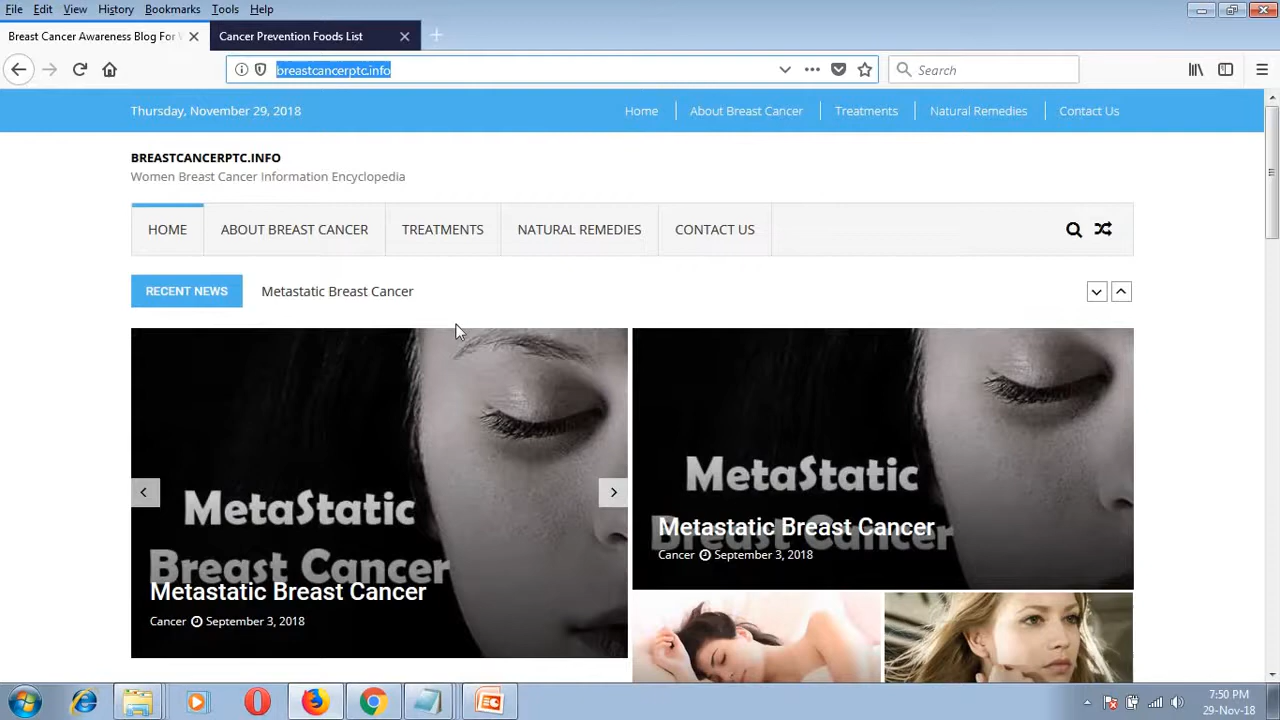 File Edit View History Bookmarks Tools Help
Breast Cancer Awareness Blog For
Cancer Prevention Foods List
breastcancerptc.info
Search
Thursday, November 29, 2018
Home
About Breast Cancer
Treatments
Natural Remedies
Contact Us
BREASTCANCERPTC.INFO
Women Breast Cancer Information Encyclopedia
HOME
ABOUT BREAST CANCER
TREATMENTS
NATURAL REMEDIES
CONTACT US
RECENT NEWS
Metastatic Breast Cancer
MetaStatic
Breast Cancer
Metastatic Breast Cancer
Cancer September 3, 2018
MetaStatic
Breast Cancer
Metastatic Breast Cancer
Cancer September 3, 2018
7:50 PM
29-Nov-18